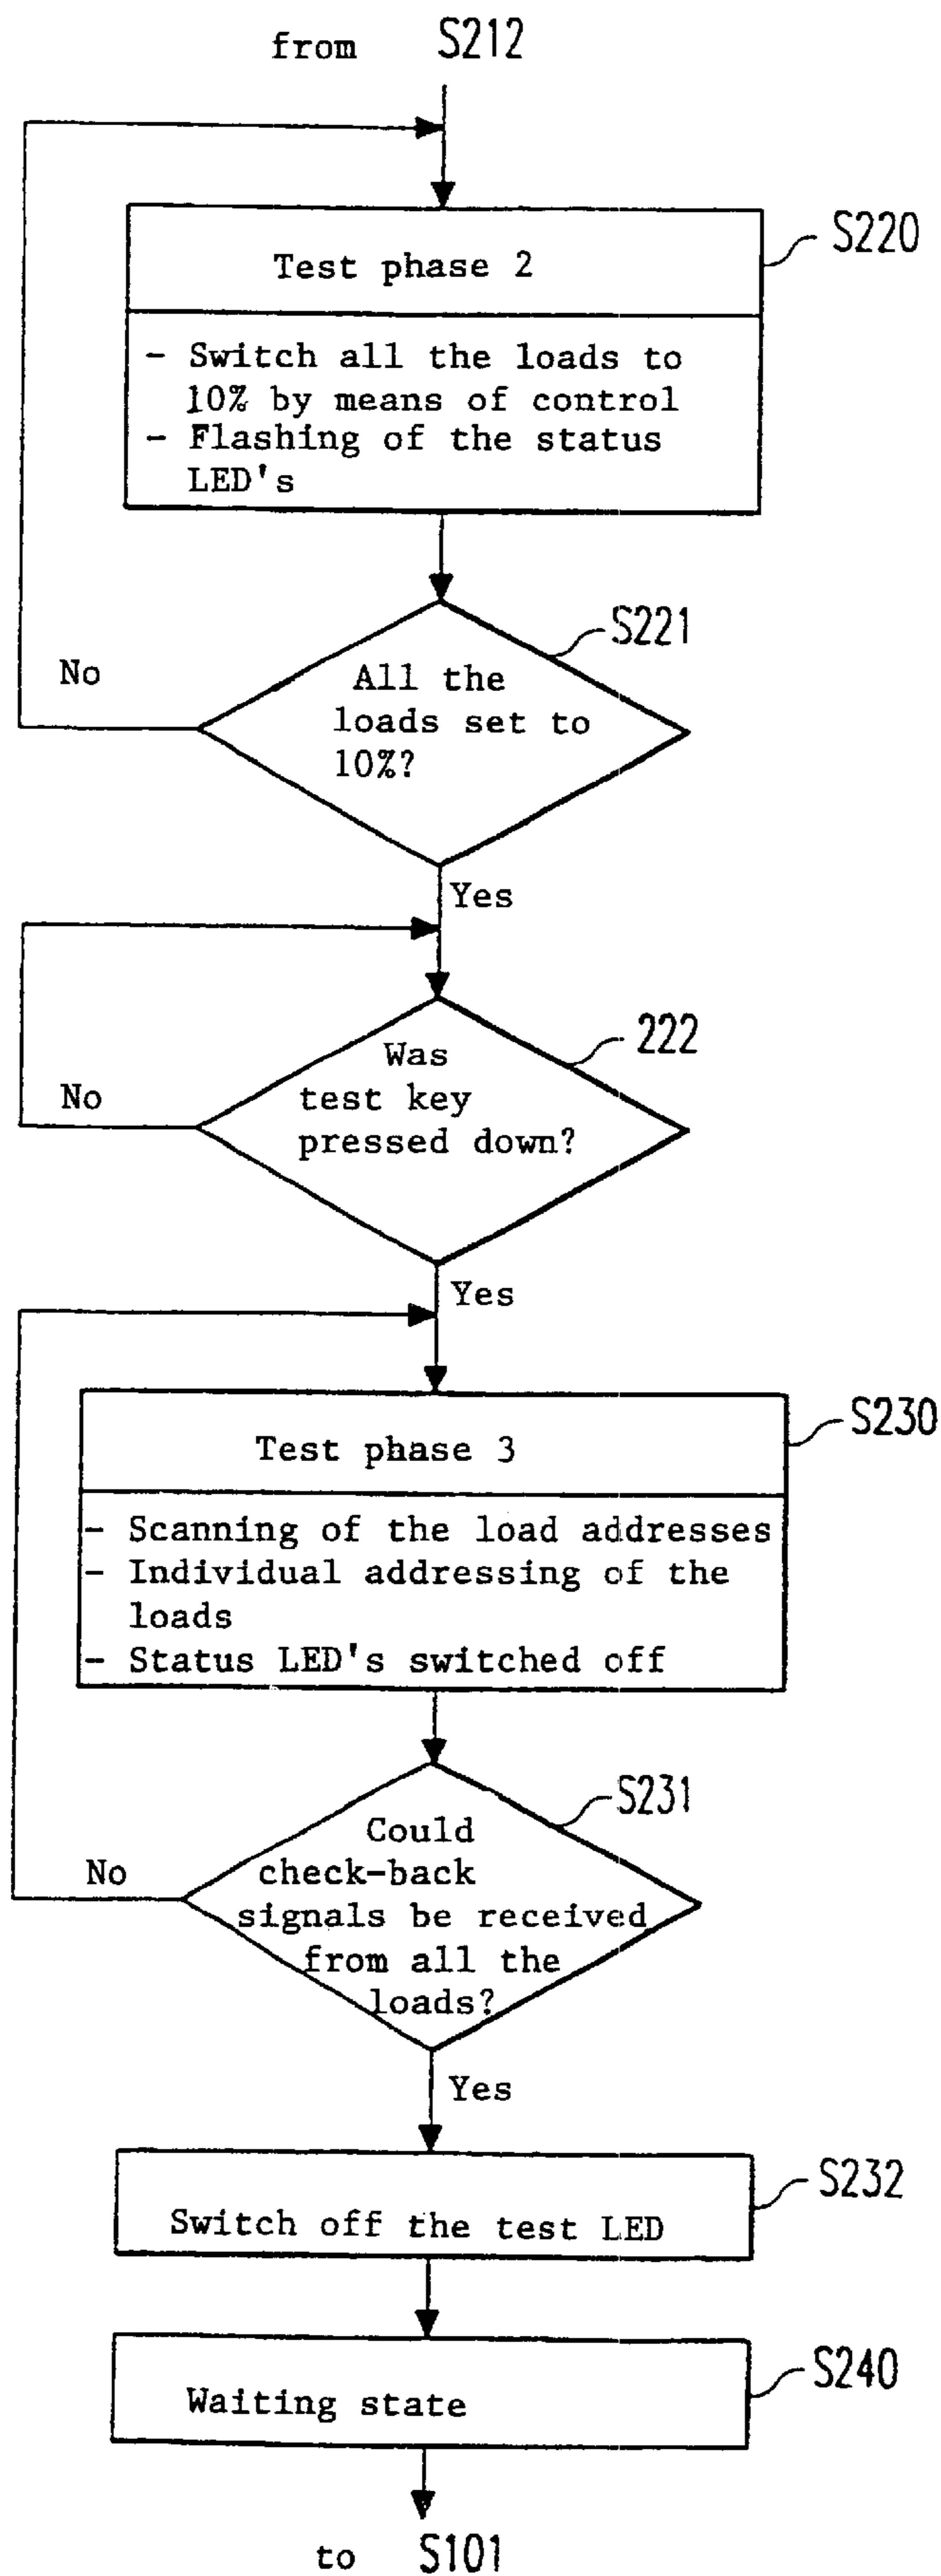 from S212
Test phase 2
S220
- Switch all the loads to
10% by means of control
- Flashing of the status
LED's
S221
No
All the
loads set to
10%?
Yes
222
Was
No
test key
pressed down?
Yes
S230
Test phase 3
- Scanning of the load addresses
- Individual addressing of the
loads
- Status LED's switched off
S231
Could
No
check-back
signals be received
from all the
loads?
Yes
S232
Switch off the test LED
S240
Waiting state
to S101